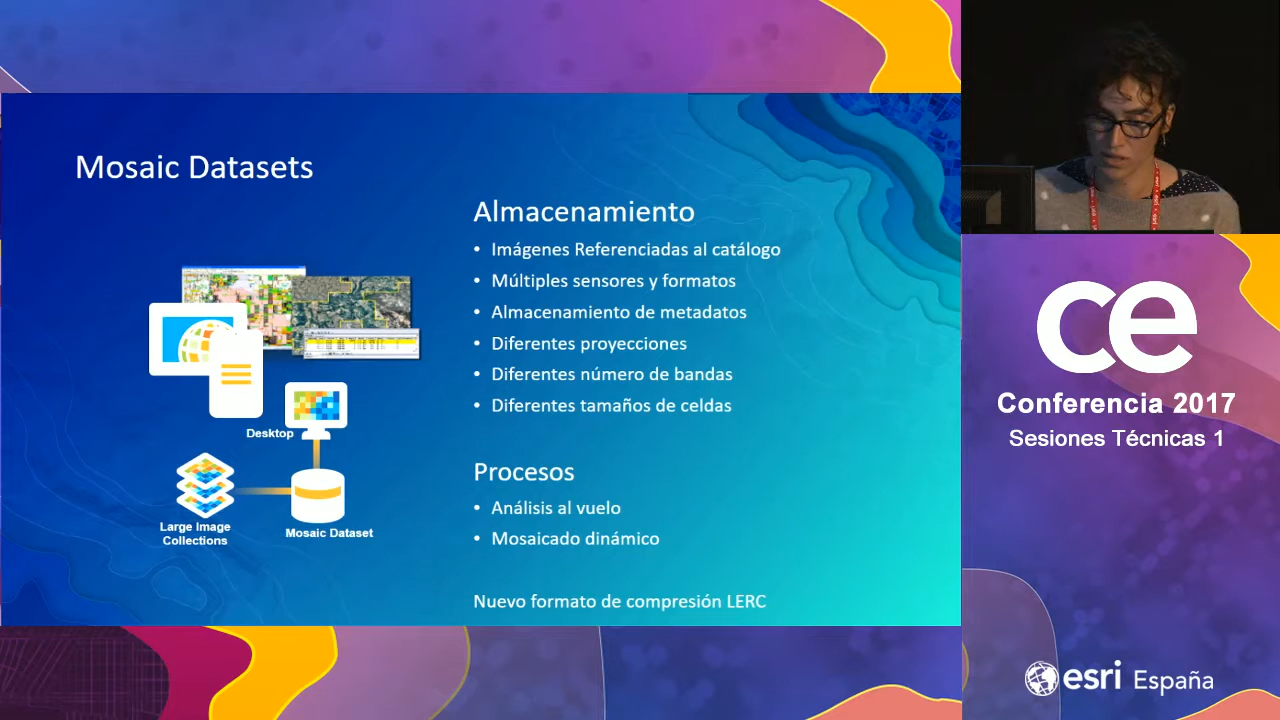 Mosaic Datasets
Almacenamiento
• Imágenes Referenciadas al catálogo
• Múltiples sensores y formatos
• Almacenamiento de metadatos
• Diferentes proyecciones
• Diferentes número de bandas
• Diferentes tamaños de celdas
Procesos
• Análisis al vuelo
• Mosaicado dinámico
Nuevo formato de compresión LERC
Desktop
Large Image
Collections
Mosaic Dataset
ce
Conferencia 2017
Sesiones Técnicas 1
esri España